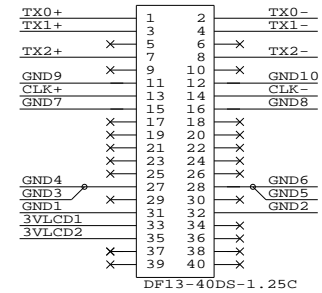 TX0+ 1 2 TX0-
TX1+ 3 4 TX1-
5 6
TX2+ 7 8 TX2-
9 10
GND9 11 12 GND10
CLK+ 13 14 CLK-
GND7 15 16 GND8
17 18
19 20
21 22
23 24
25 26
GND4 27 28 GND6
GND3 29 30 GND5
GND1 31 32 GND2
3VLCD1 33 34
3VLCD2 35 36
37 38
39 40
DF13-40DS-1.25C